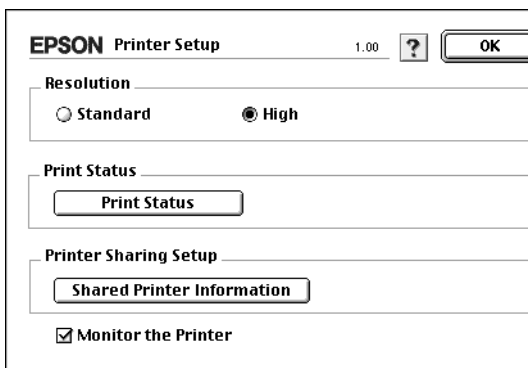 EPSON Printer Setup 1.00 ? OK
Resolution
Standard High
Print Status
Print Status
Printer Sharing Setup
Shared Printer Information
Monitor the Printer